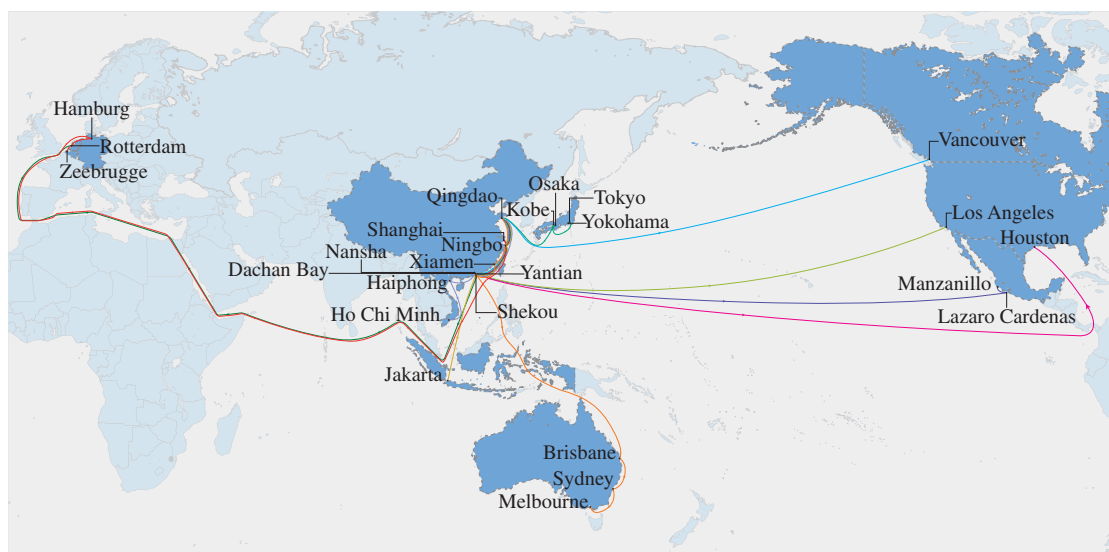 Hamburg
Rotterdam
Zeebrugge
Vancouver
Osaka
Qingdao
Tokyo
Kobe
Yokohama
Los Angeles
Shanghai
Houston
Ningbo
Nansha
Xiamen
Dachan Bay
Yantian
Haiphong
Manzanillo
Ho Chi Minh
Shekou
Lazaro Cardenas
Jakarta
Brisbane
Sydney
Melbourne